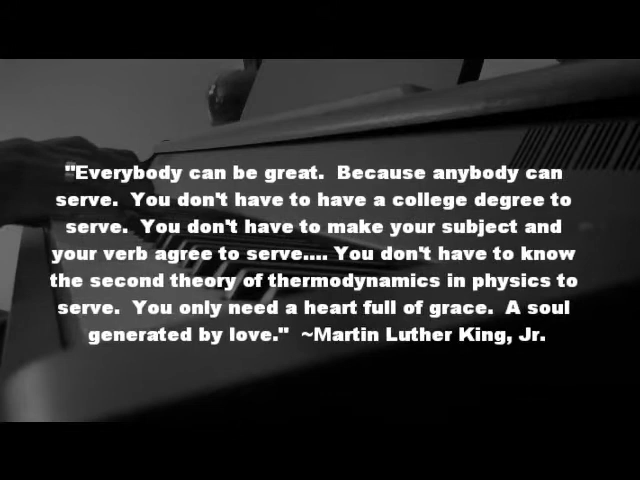 "Everybody can be great.  Because anybody can
serve.  You don't have to have a college degree to
serve.  You don't have to make your subject and
your verb agree to serve.... You don't have to know
the second theory of thermodynamics in physics to
serve.  You only need a heart full of grace.  A soul
generated by love."  ~Martin Luther King, Jr.